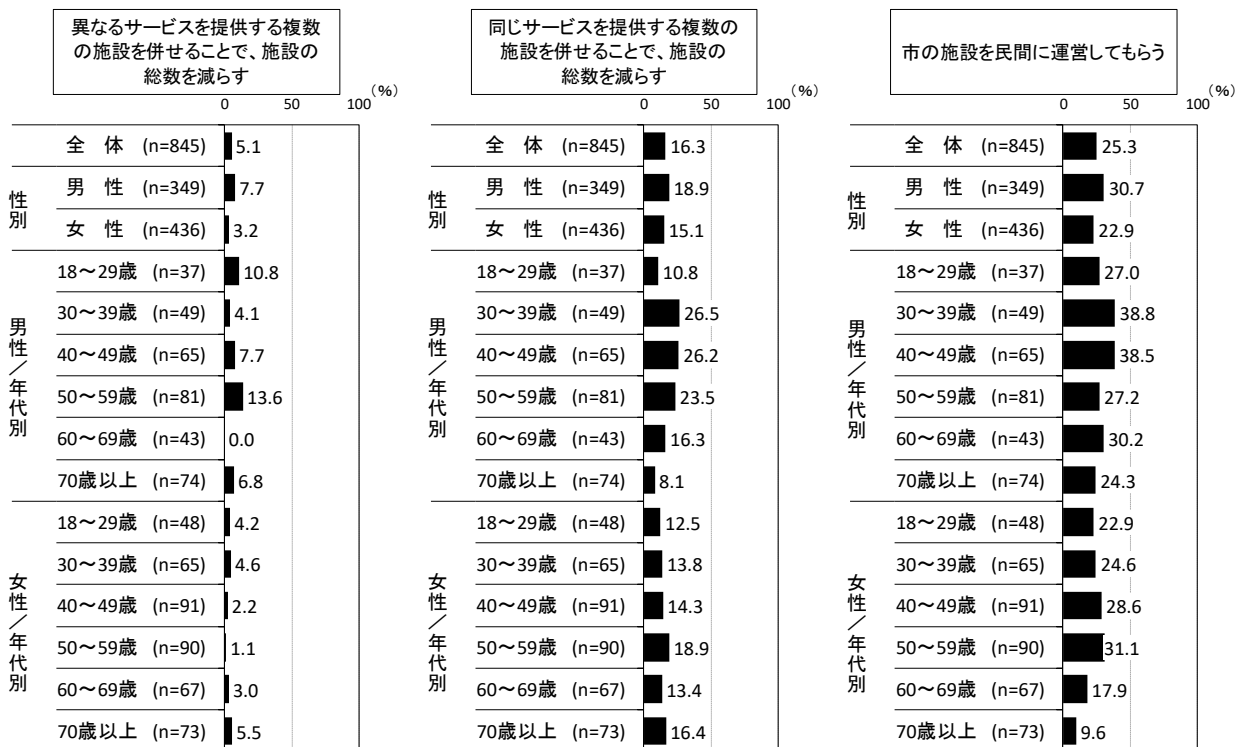 異なるサービスを提供する複数
の施設を併せることで、施設の
総数を減らす
0 50 100 (%)
性別
全 体 (n=845) 5.1
男 性 (n=349) 7.7
女 性 (n=436) 3.2
男性/年代別
18～29歳 (n=37) 10.8
30～39歳 (n=49) 4.1
40～49歳 (n=65) 7.7
50～59歳 (n=81) 13.6
60～69歳 (n=43) 0.0
70歳以上 (n=74) 6.8
女性/年代別
18～29歳 (n=48) 4.2
30～39歳 (n=65) 4.6
40～49歳 (n=91) 2.2
50～59歳 (n=90) 1.1
60～69歳 (n=67) 3.0
70歳以上 (n=73) 5.5
同じサービスを提供する複数の
施設を併せることで、施設の
総数を減らす
0 50 100 (%)
性別
全 体 (n=845) 16.3
男 性 (n=349) 18.9
女 性 (n=436) 15.1
男性/年代別
18～29歳 (n=37) 10.8
30～39歳 (n=49) 26.5
40～49歳 (n=65) 26.2
50～59歳 (n=81) 23.5
60～69歳 (n=43) 16.3
70歳以上 (n=74) 8.1
女性/年代別
18～29歳 (n=48) 12.5
30～39歳 (n=65) 13.8
40～49歳 (n=91) 14.3
50～59歳 (n=90) 18.9
60～69歳 (n=67) 13.4
70歳以上 (n=73) 16.4
市の施設を民間に運営してもらう
0 50 100 (%)
性別
全 体 (n=845) 25.3
男 性 (n=349) 30.7
女 性 (n=436) 22.9
男性/年代別
18～29歳 (n=37) 27.0
30～39歳 (n=49) 38.8
40～49歳 (n=65) 38.5
50～59歳 (n=81) 27.2
60～69歳 (n=43) 30.2
70歳以上 (n=74) 24.3
女性/年代別
18～29歳 (n=48) 22.9
30～39歳 (n=65) 24.6
40～49歳 (n=91) 28.6
50～59歳 (n=90) 31.1
60～69歳 (n=67) 17.9
70歳以上 (n=73) 9.6